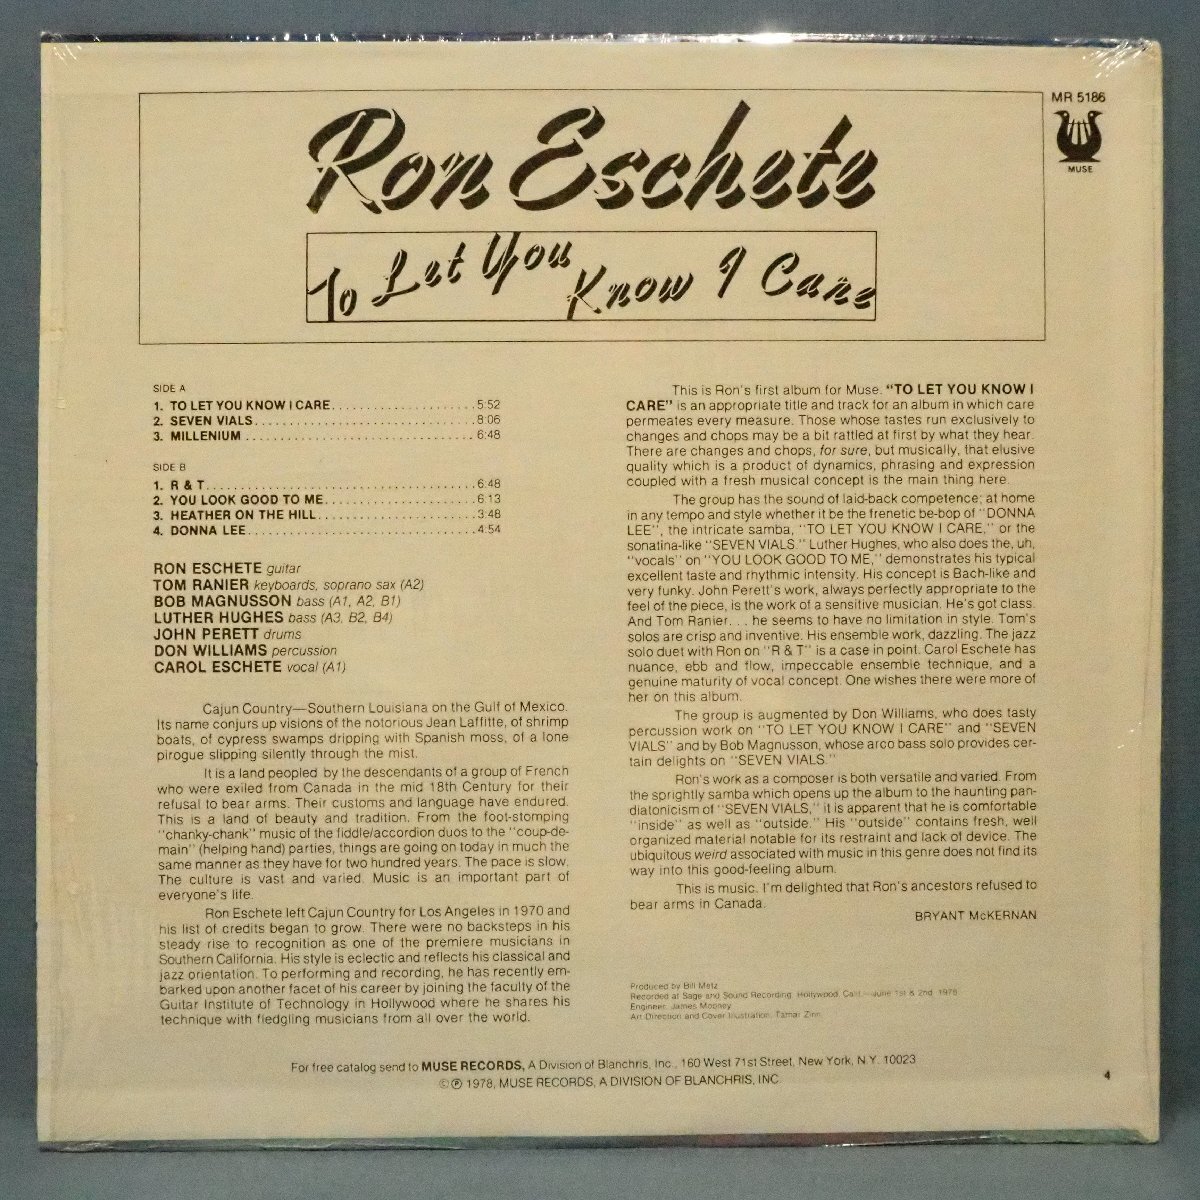 MR 5186
MUSE
Ron Eschete
To Let You Know I Care
SIDE A
1. TO LET YOU KNOW I CARE.....................5:52
2. SEVEN VIALS................................8:06
3. MILLENIUM .................................6:48
SIDE B
1. R & T......................................6:48
2. YOU LOOK GOOD TO ME......................6:13
3. HEATHER ON THE HILL.......................3:48
4. DONNA LEE.................................4:54
RON ESCHETE guitar
TOM RANIER keyboards, soprano sax (A2)
BOB MAGNUSSON bass (A1, A2, B1)
LUTHER HUGHES bass (A3, B2, B4)
JOHN PERETT drums
DON WILLIAMS percussion
CAROL ESCHETE vocal (A1)
Cajun Country—Southern Louisiana on the Gulf of Mexico.
Its name conjurs up visions of the notorious Jean Laffitte, of shrimp
boats, of cypress swamps dripping with Spanish moss, of a lone
pirogue slipping silently through the mist.
It is a land peopled by the descendants of a group of French
who were exiled from Canada in the mid 18th Century for their
refusal to bear arms. Their customs and language have endured.
This is a land of beauty and tradition. From the foot-stomping
"chanky-chank" music of the fiddle/accordion duos to the "coup-de-
main" (helping hand) parties, things are going on today in much the
same manner as they have for two hundred years. The pace is slow.
The culture is vast and varied. Music is an important part of
everyone's life.
Ron Eschete left Cajun Country for Los Angeles in 1970 and
his list of credits began to grow. There were no backsteps in his
steady rise to recognition as one of the premiere musicians in
Southern California. His style is eclectic and reflects his classical and
jazz orientation. To performing and recording, he has recently em-
barked upon another facet of his career by joining the faculty of the
Guitar Institute of Technology in Hollywood where he shares his
technique with fledgling musicians from all over the world.
This is Ron's first album for Muse. "TO LET YOU KNOW I
CARE" is an appropriate title and track for an album in which care
permeates every measure. Those whose tastes run exclusively to
changes and chops may be a bit rattled at first by what they hear.
There are changes and chops, for sure, but musically, that elusive
quality which is a product of dynamics, phrasing and expression
coupled with a fresh musical concept is the main thing here.
The group has the sound of laid-back competence; at home
in any tempo and style whether it be the frenetic be-bop of "DONNA
LEE", the intricate samba, "TO LET YOU KNOW I CARE," or the
sonatina-like "SEVEN VIALS." Luther Hughes, who also does the, uh,
"vocals" on "YOU LOOK GOOD TO ME," demonstrates his typical
excellent taste and rhythmic intensity. His concept is Bach-like and
very funky. John Perett's work, always perfectly appropriate to the
feel of the piece, is the work of a sensitive musician. He's got class.
And Tom Ranier. . . he seems to have no limitation in style. Tom's
solos are crisp and inventive. His ensemble work, dazzling. The jazz
solo duet with Ron on "R & T" is a case in point. Carol Eschete has
nuance, ebb and flow, impeccable ensemble technique, and a
genuine maturity of vocal concept. One wishes there were more of
her on this album.
The group is augmented by Don Williams, who does tasty
percussion work on "TO LET YOU KNOW I CARE" and "SEVEN
VIALS" and by Bob Magnusson, whose arco bass solo provides cer-
tain delights on "SEVEN VIALS."
Ron's work as a composer is both versatile and varied. From
the sprightly samba which opens up the album to the haunting pan-
diatonicism of "SEVEN VIALS," it is apparent that he is comfortable
"inside" as well as "outside." His "outside" contains fresh, well
organized material notable for its restraint and lack of device. The
ubiquitous weird associated with music in this genre does not find its
way into this good-feeling album.
This is music. I'm delighted that Ron's ancestors refused to
bear arms in Canada.
BRYANT McKERNAN
Produced by Bill Metz
Recorded at Sage and Sound Recording, Hollywood, Calif.—June 1st & 2nd, 1978
Engineer: James Mooney
Art Direction and Cover Illustration: Tamar Zinn
For free catalog send to MUSE RECORDS, A Division of Blanchris, Inc., 160 West 71st Street, New York, N.Y. 10023
©℗ 1978, MUSE RECORDS, A DIVISION OF BLANCHRIS, INC.
4